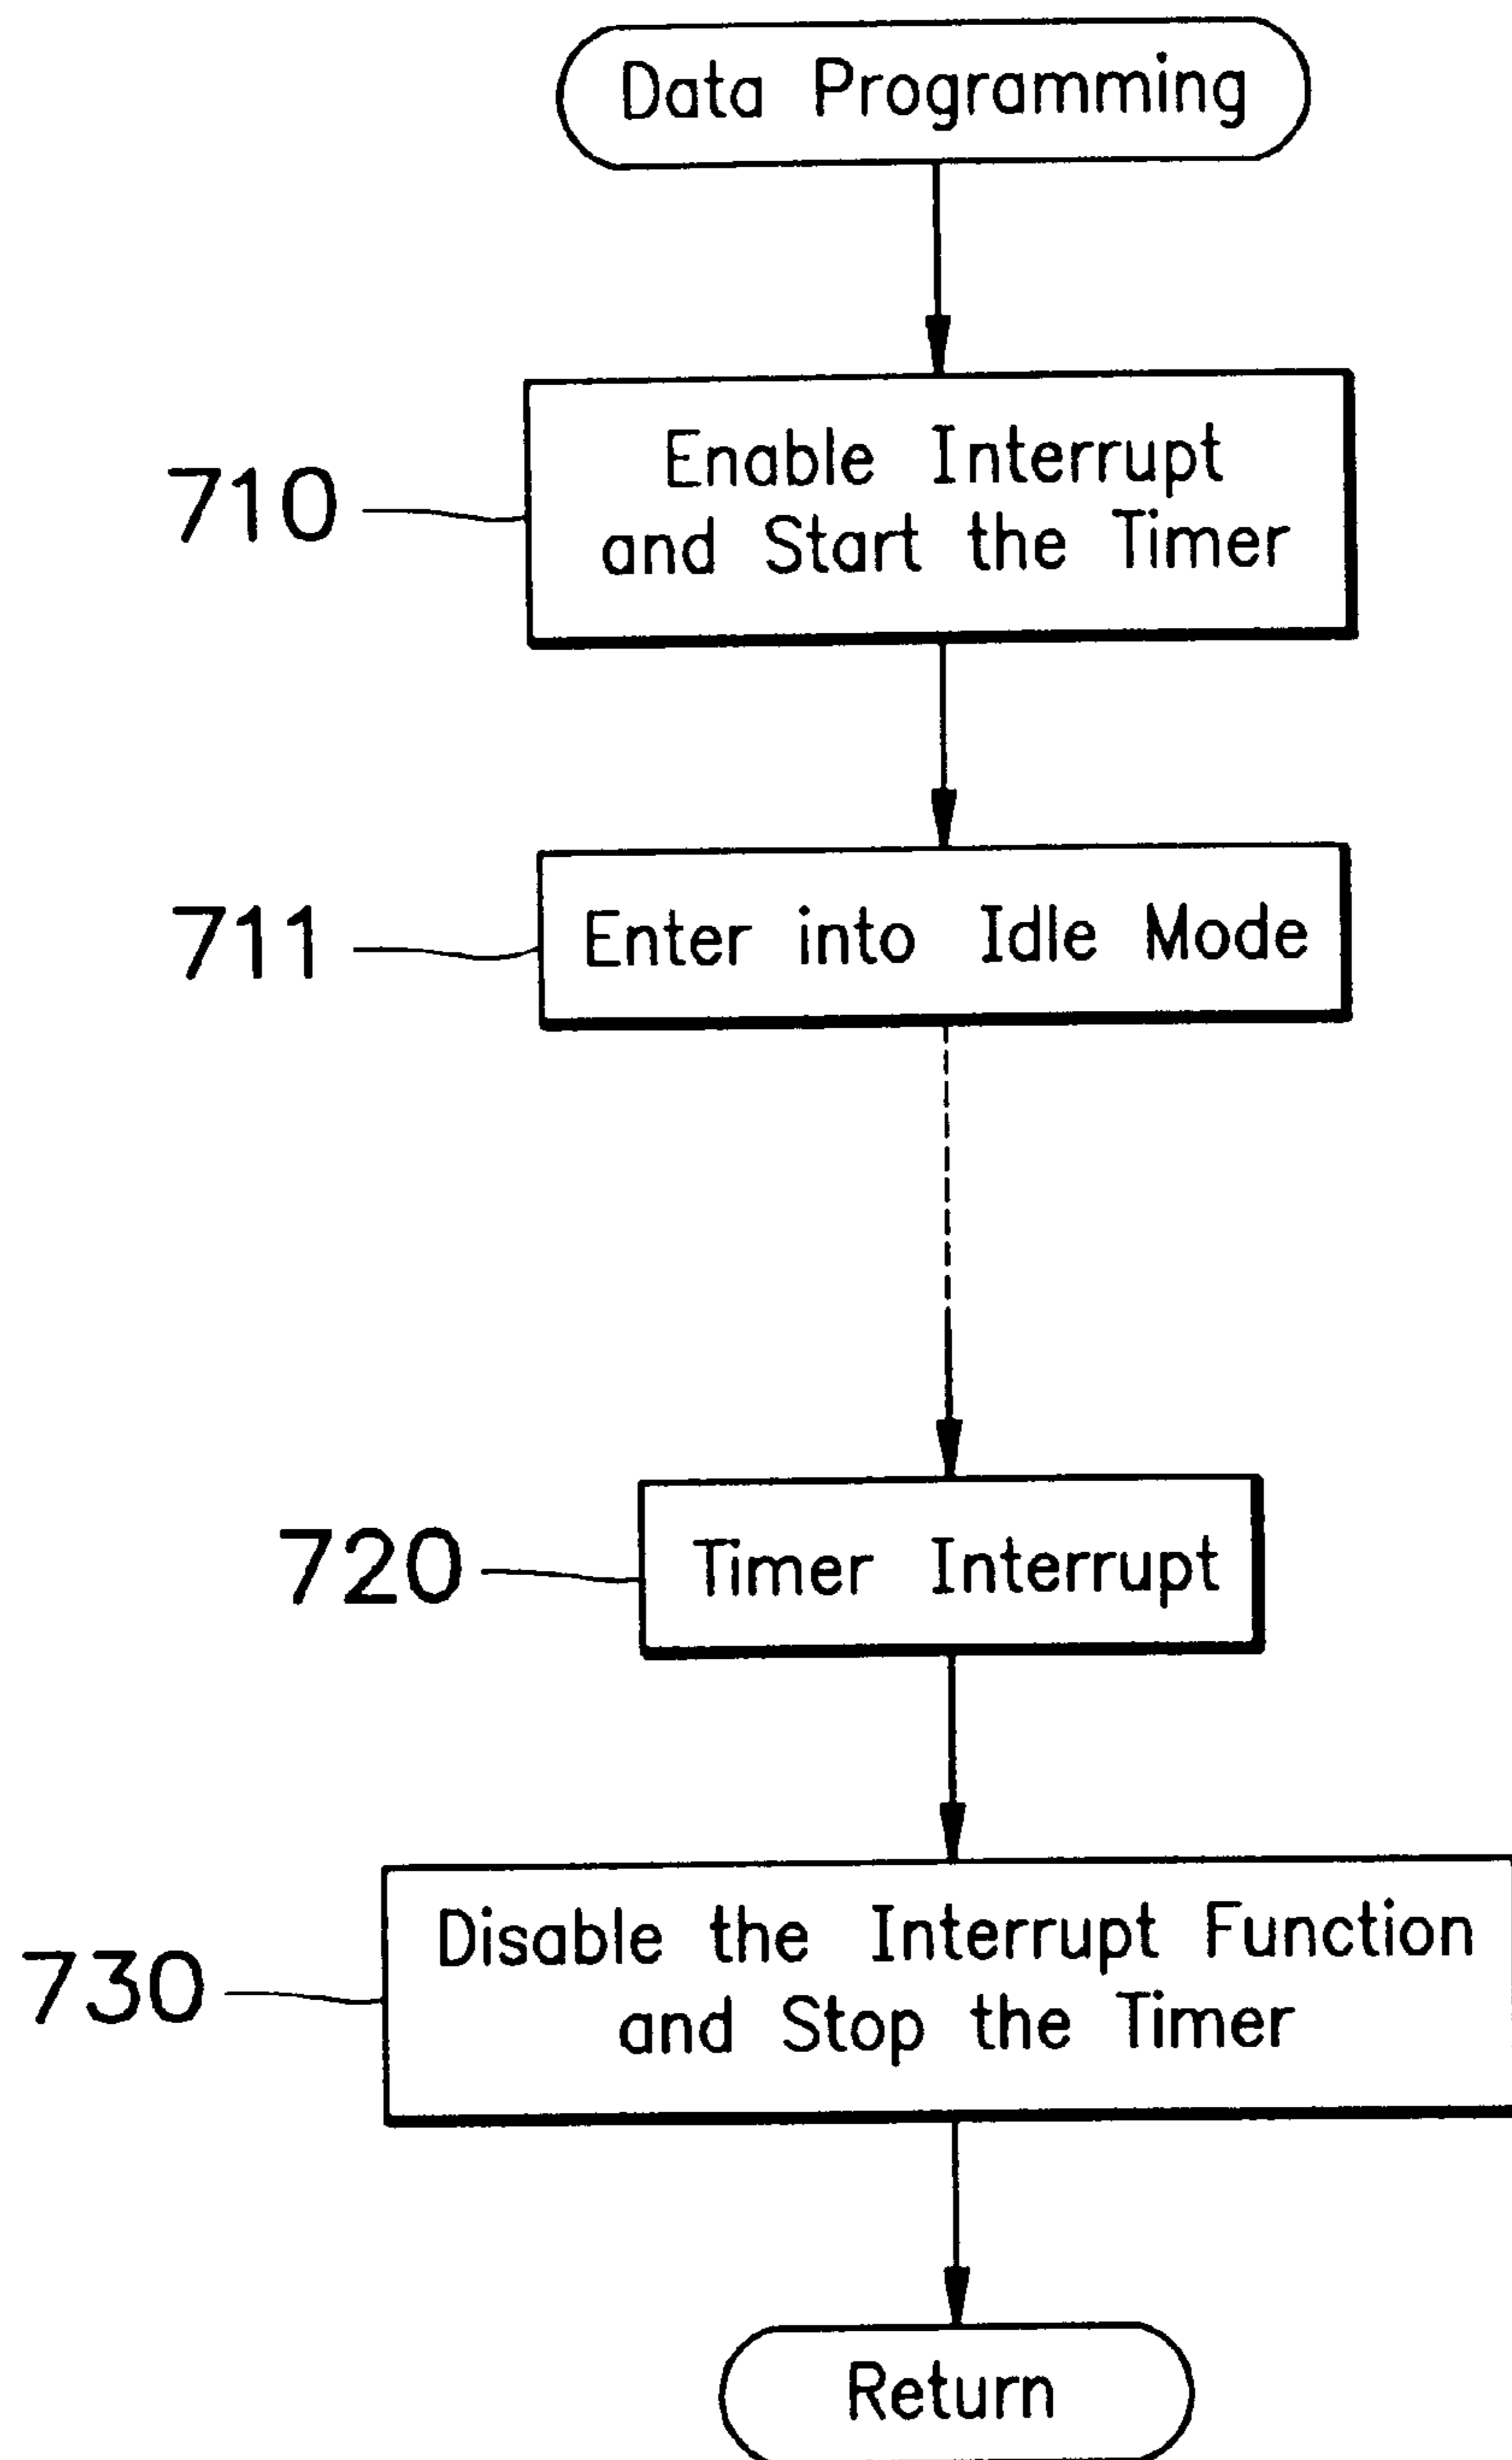 Data Programming
710
Enable Interrupt
and Start the Timer
711
Enter into Idle Mode
720
Timer Interrupt
730
Disable the Interrupt Function
and Stop the Timer
Return